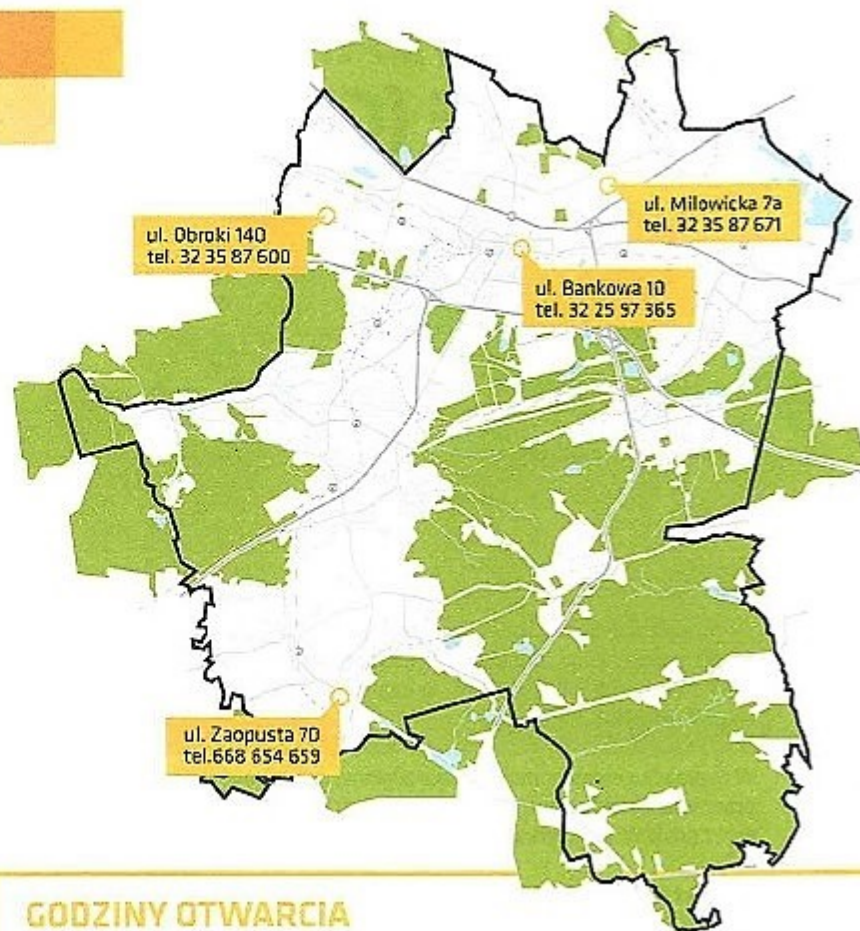 ul. Obroki 140
tel. 32 35 87 600
ul. Milowicka 7a
tel. 32 35 87 671
ul. Bankowa 10
tel. 32 25 97 365
ul. Zaopusta 70
tel.668 654 659
GODZINY OTWARCIA